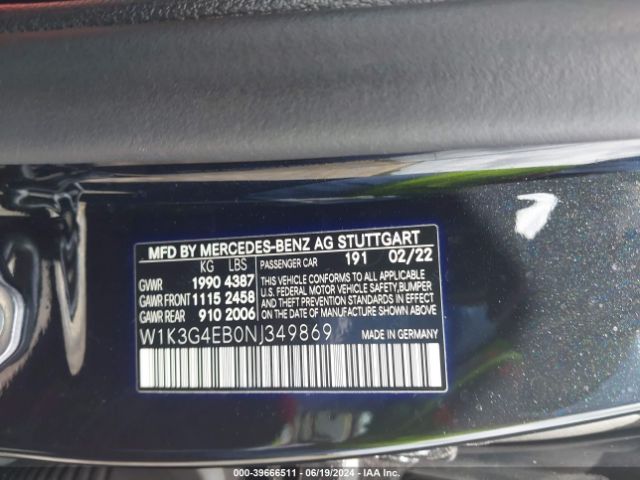 MFD BY MERCEDES-BENZ AG STUTTGART
KG LBS PASSENGER CAR 191 02/22
GVWR 1990 4387 THIS VEHICLE CONFORMS TO ALL APPLICABLE
GAWR FRONT 1115 2458 U.S. FEDERAL MOTOR VEHICLE SAFETY,BUMPER
AND THEFT PREVENTION STANDARDS IN EFFECT
GAWR REAR 910 2006 ON THE DATE OF MANUFACTURE SHOWN ABOVE.
W1K3G4EB0NJ349869 MADE IN GERMANY
000-39666511 - 06/19/2024 - IAA Inc.